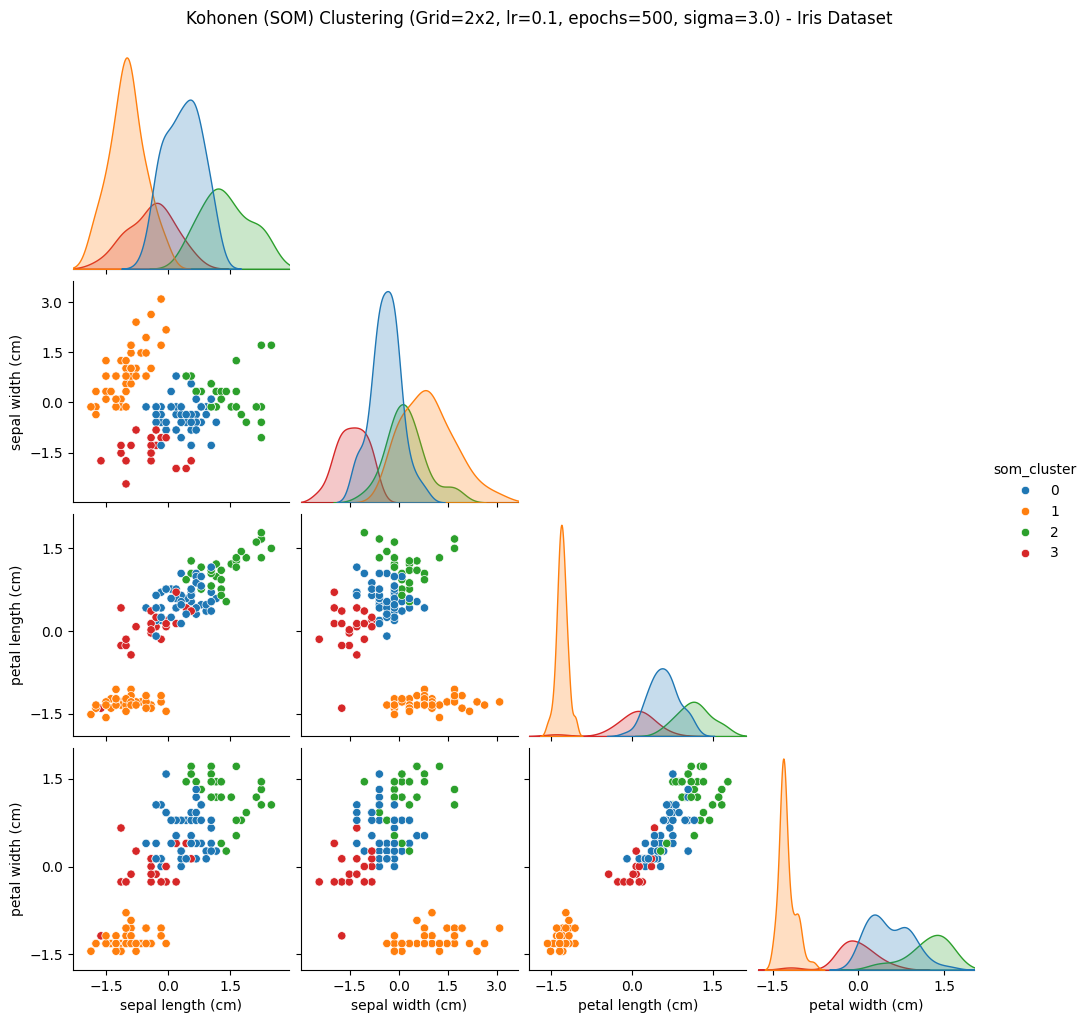 Kohonen (SOM) Clustering (Grid=2x2, lr=0.1, epochs=500, sigma=3.0) - Iris Dataset
sepal width (cm)
3.0
1.5
0.0
−1.5
som_cluster
0
1
2
3
petal length (cm)
1.5
0.0
−1.5
petal width (cm)
1.5
0.0
−1.5
−1.5 0.0 1.5
−1.5 0.0 1.5 3.0
−1.5 0.0 1.5
−1.5 0.0 1.5
sepal length (cm)
sepal width (cm)
petal length (cm)
petal width (cm)